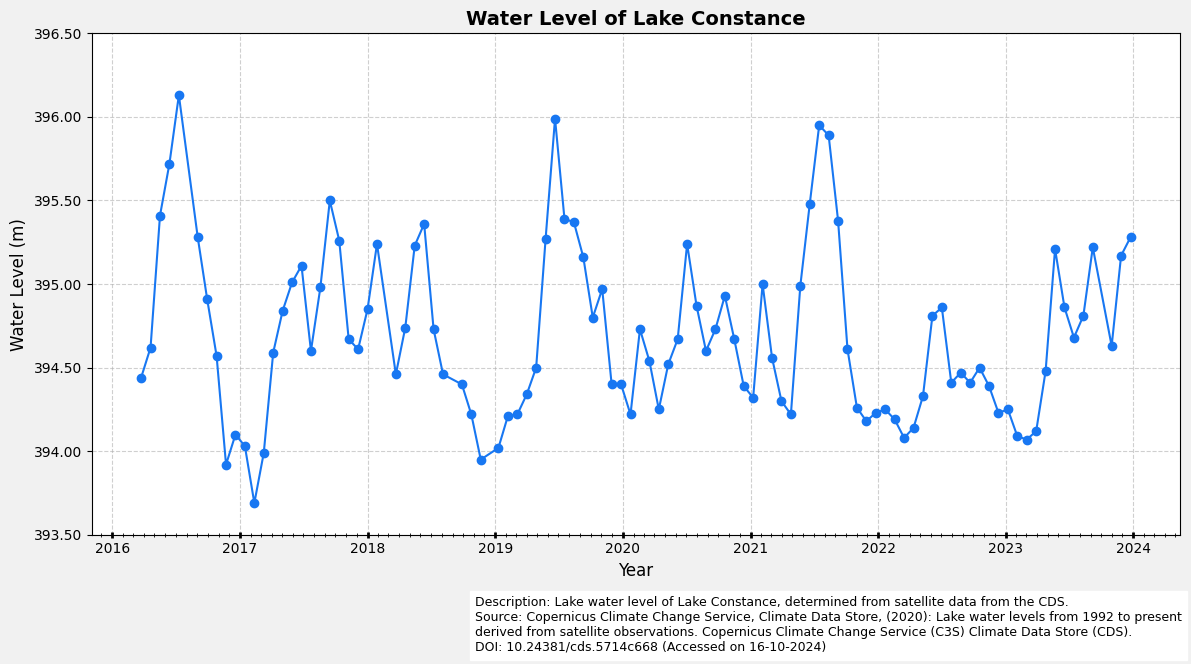 Water Level of Lake Constance
396.50
396.00
395.50
395.00
394.50
394.00
393.50
Water Level (m)
2016 2017 2018 2019 2020 2021 2022 2023 2024
Year
Description: Lake water level of Lake Constance, determined from satellite data from the CDS.
Source: Copernicus Climate Change Service, Climate Data Store, (2020): Lake water levels from 1992 to present
derived from satellite observations. Copernicus Climate Change Service (C3S) Climate Data Store (CDS).
DOI: 10.24381/cds.5714c668 (Accessed on 16-10-2024)